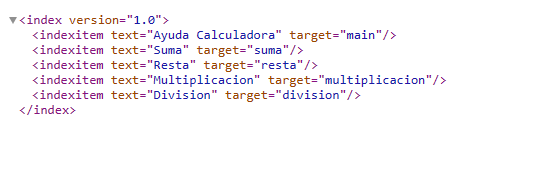 <index version="1.0">
<indexitem text="Ayuda Calculadora" target="main"/>
<indexitem text="Suma" target="suma"/>
<indexitem text="Resta" target="resta"/>
<indexitem text="Multiplicacion" target="multiplicacion"/>
<indexitem text="Division" target="division"/>
</index>